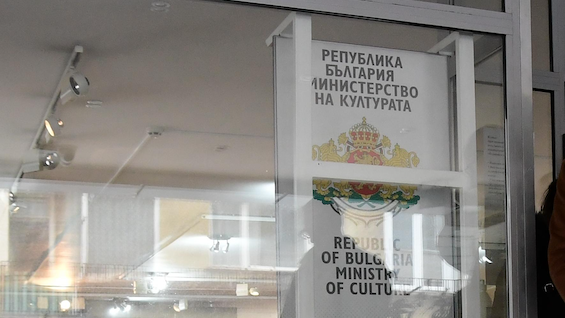 РЕПУБЛИКА
БЪЛГАРИЯ
МИНИСТЕРСТВО
НА КУЛТУРАТА
REPUBLIC
OF BULGARIA
MINISTRY
OF CULTURE